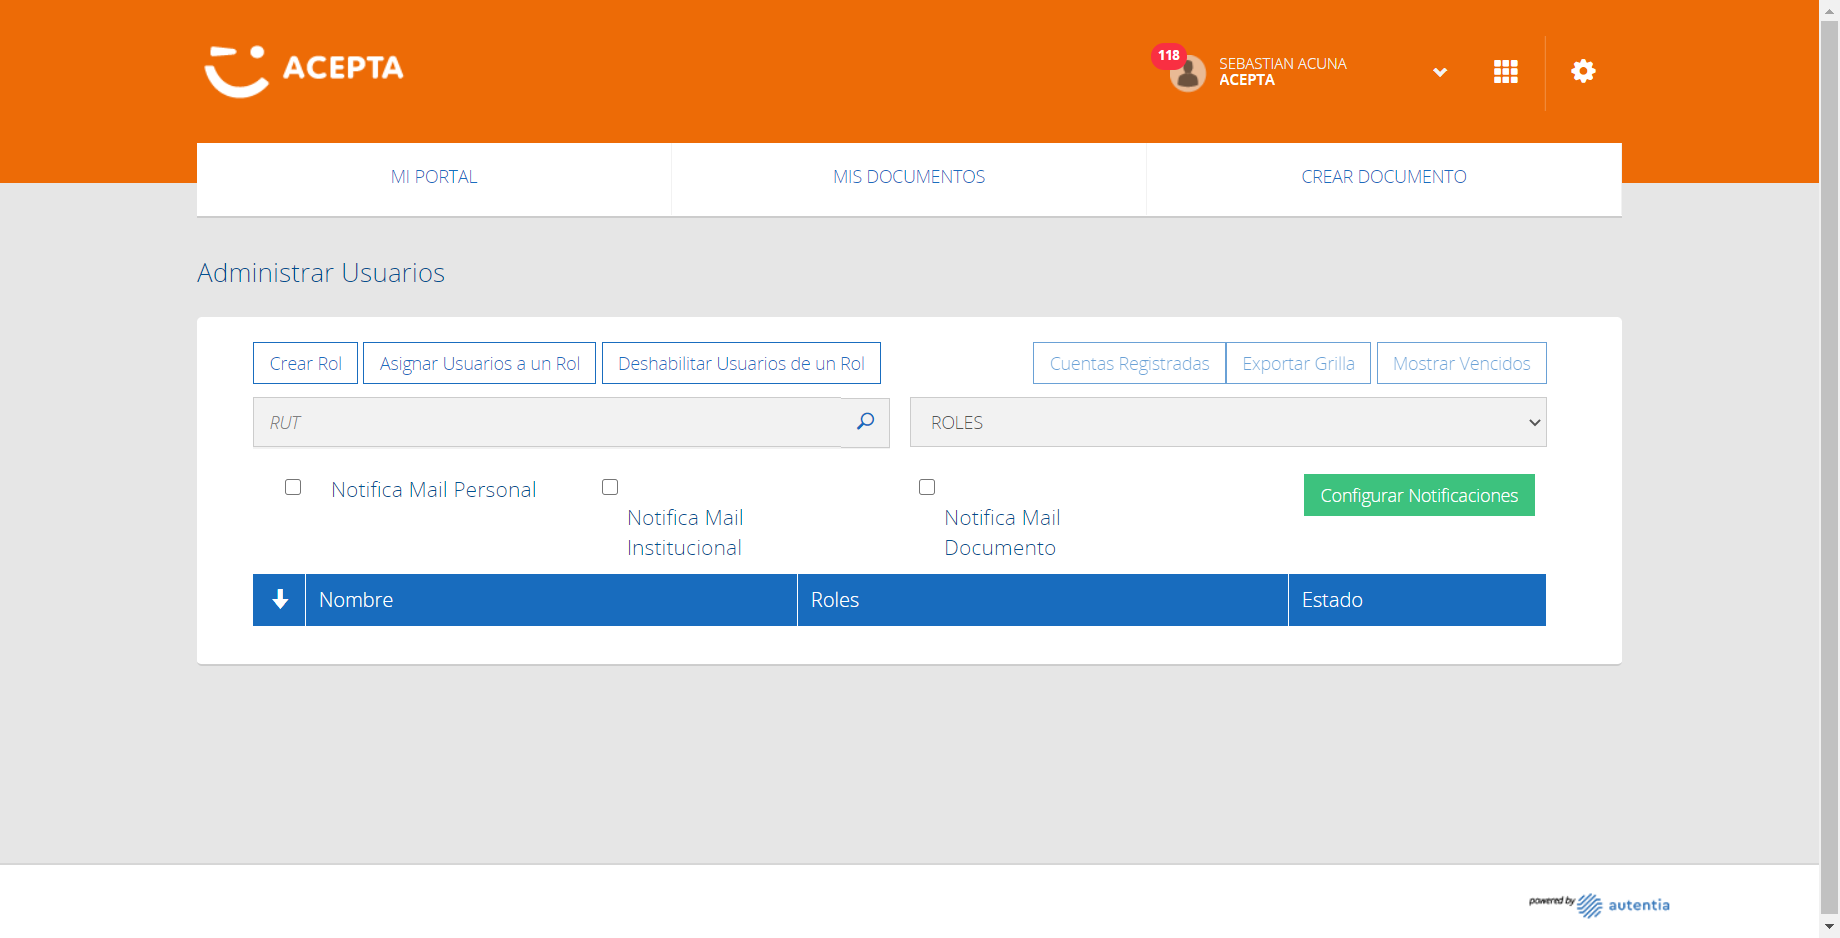 ACEPTA
118
SEBASTIAN ACUNA
ACEPTA
MI PORTAL
MIS DOCUMENTOS
CREAR DOCUMENTO
Administrar Usuarios
Crear Rol
Asignar Usuarios a un Rol
Deshabilitar Usuarios de un Rol
Cuentas Registradas
Exportar Grilla
Mostrar Vencidos
RUT
ROLES
Notifica Mail Personal
Notifica Mail
Institucional
Notifica Mail
Documento
Configurar Notificaciones
Nombre
Roles
Estado
powered by
autentia